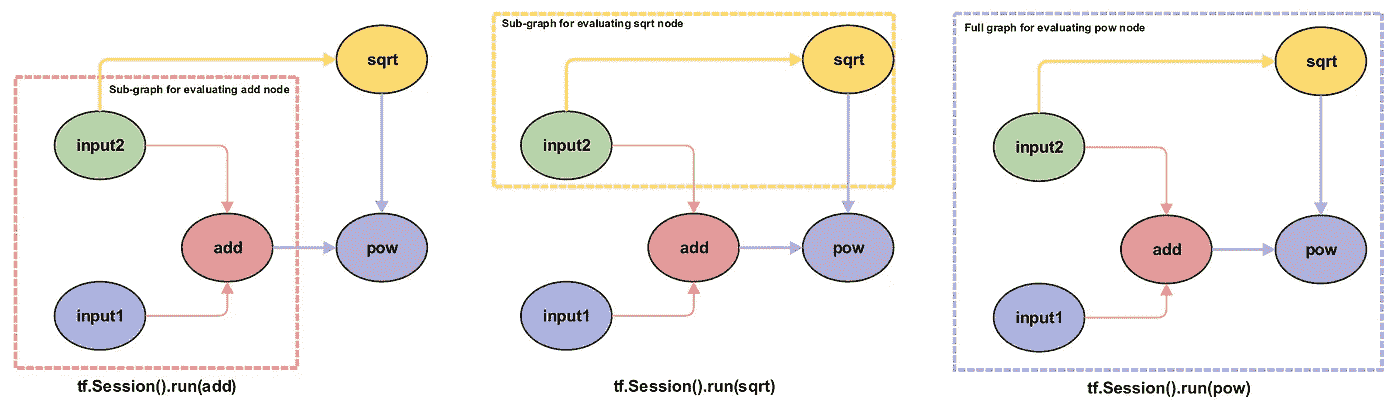 sqrt
Sub-graph for evaluating add node
input2
add
pow
input1
tf.Session().run(add)
Sub-graph for evaluating sqrt node
sqrt
input2
add
pow
input1
tf.Session().run(sqrt)
Full graph for evaluating pow node
sqrt
input2
add
pow
input1
tf.Session().run(pow)